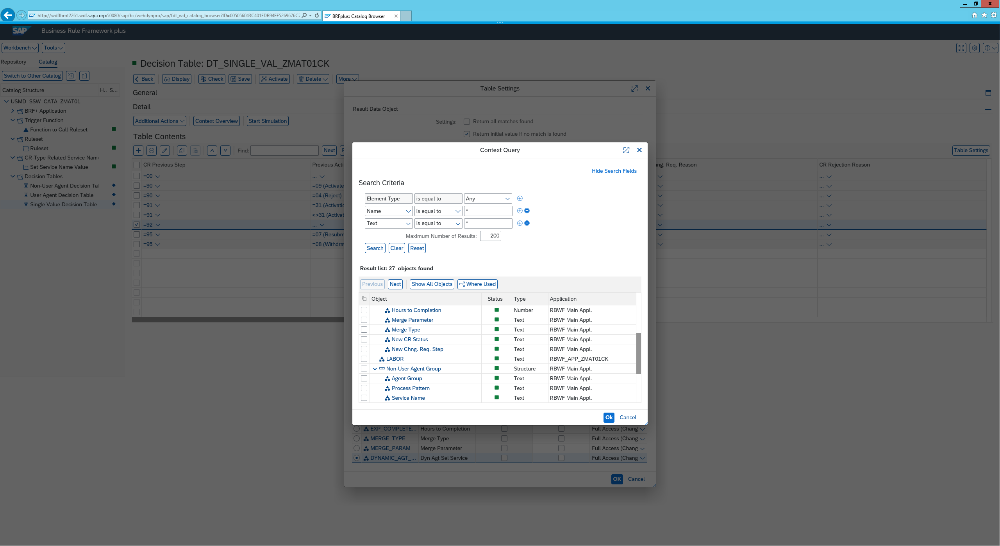 http://wdflbmt2261.wdf.sap.corp:50080/sap/bc/webdynpro/sap/fdt_wd_catalog_browser?ID=005056043C401EDB94FE5269676C7
BRFplus: Catalog Browser
SAP Business Rule Framework plus
Workbench Tools
Repository Catalog
Switch to Other Catalog
Catalog Structure H.. S...
USMD_SSW_CATA_ZMAT01
BRF+ Application
Trigger Function
Function to Call Ruleset
Ruleset
Ruleset
CR-Type Related Service Name
Set Service Name Value
Decision Tables
Non-User Agent Decision Tal
User Agent Decision Table
Single Value Decision Table
Decision Table: DT_SINGLE_VAL_ZMAT01CK
Back Display Check Save Activate Delete More
General
Detail
Additional Actions Context Overview Start Simulation
Table Contents
Find: Next Table Settings
CR Previous Step Previous Acti ng. Req. Reason CR Rejection Reason
=00 ... ...
=90 =09 (Activate ...
=90 =04 (Reject) ...
=91 =31 (Activatio ...
=91 <>31 (Activat ...
=92 ... ...
=95 =07 (Resubm ...
=95 =08 (Withdra ...
Table Settings
Result Data Object
Settings: Return all matches found
Return initial value if no match is found
Context Query
Hide Search Fields
Search Criteria
Element Type is equal to Any
Name is equal to *
Text is equal to *
Maximum Number of Results: 200
Search Clear Reset
Result list: 27 objects found
Previous Next Show All Objects Where Used
Object Status Type Application
Hours to Completion Number RBWF Main Appl.
Merge Parameter Text RBWF Main Appl.
Merge Type Text RBWF Main Appl.
New CR Status Text RBWF Main Appl.
New Chng. Req. Step Text RBWF Main Appl.
LABOR Text RBWF_APP_ZMAT01CK
Non-User Agent Group Structure RBWF Main Appl.
Agent Group Text RBWF Main Appl.
Process Pattern Text RBWF Main Appl.
Service Name Text RBWF Main Appl.
Ok Cancel
EXP_COMPLETE... Hours to Completion Full Access (Chang
MERGE_TYPE Merge Type Full Access (Chang
MERGE_PARAM Merge Parameter Full Access (Chang
DYNAMIC_AGT_... Dyn Agt Sel Service Full Access (Chang
OK Cancel